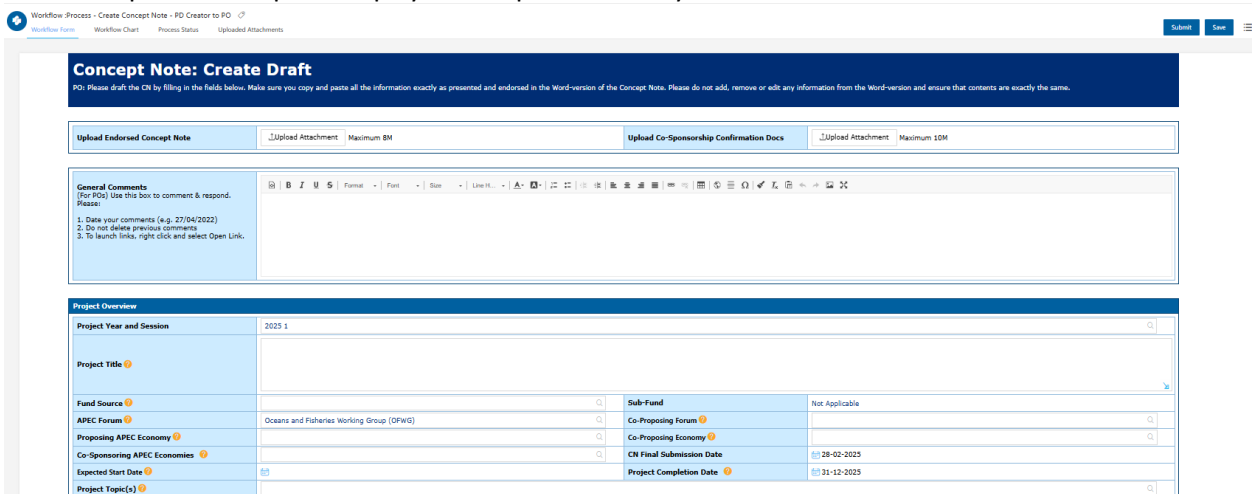 Workflow :Process - Create Concept Note - PD Creator to PO
Workflow Form Workflow Chart Process Status Uploaded Attachments
Submit Save
Concept Note: Create Draft
PO: Please draft the CN by filling in the fields below. Make sure you copy and paste all the information exactly as presented and endorsed in the Word-version of the Concept Note. Please do not add, remove or edit any information from the Word-version and ensure that contents are exactly the same.
Upload Endorsed Concept Note Upload Attachment Maximum 8M Upload Co-Sponsorship Confirmation Docs Upload Attachment Maximum 10M
General Comments
(For POs) Use this box to comment & respond.
Please:
1. Date your comments (e.g. 27/04/2022)
2. Do not delete previous comments
3. To launch links, right click and select Open Link.
B I U S Format Font Size Line H... A A Ω
Project Overview
Project Year and Session 2025 1
Project Title ?
Fund Source ? Sub-Fund Not Applicable
APEC Forum ? Oceans and Fisheries Working Group (OFWG) Co-Proposing Forum ?
Proposing APEC Economy ? Co-Proposing Economy ?
Co-Sponsoring APEC Economies ? CN Final Submission Date 28-02-2025
Expected Start Date ? Project Completion Date ? 31-12-2025
Project Topic(s) ?